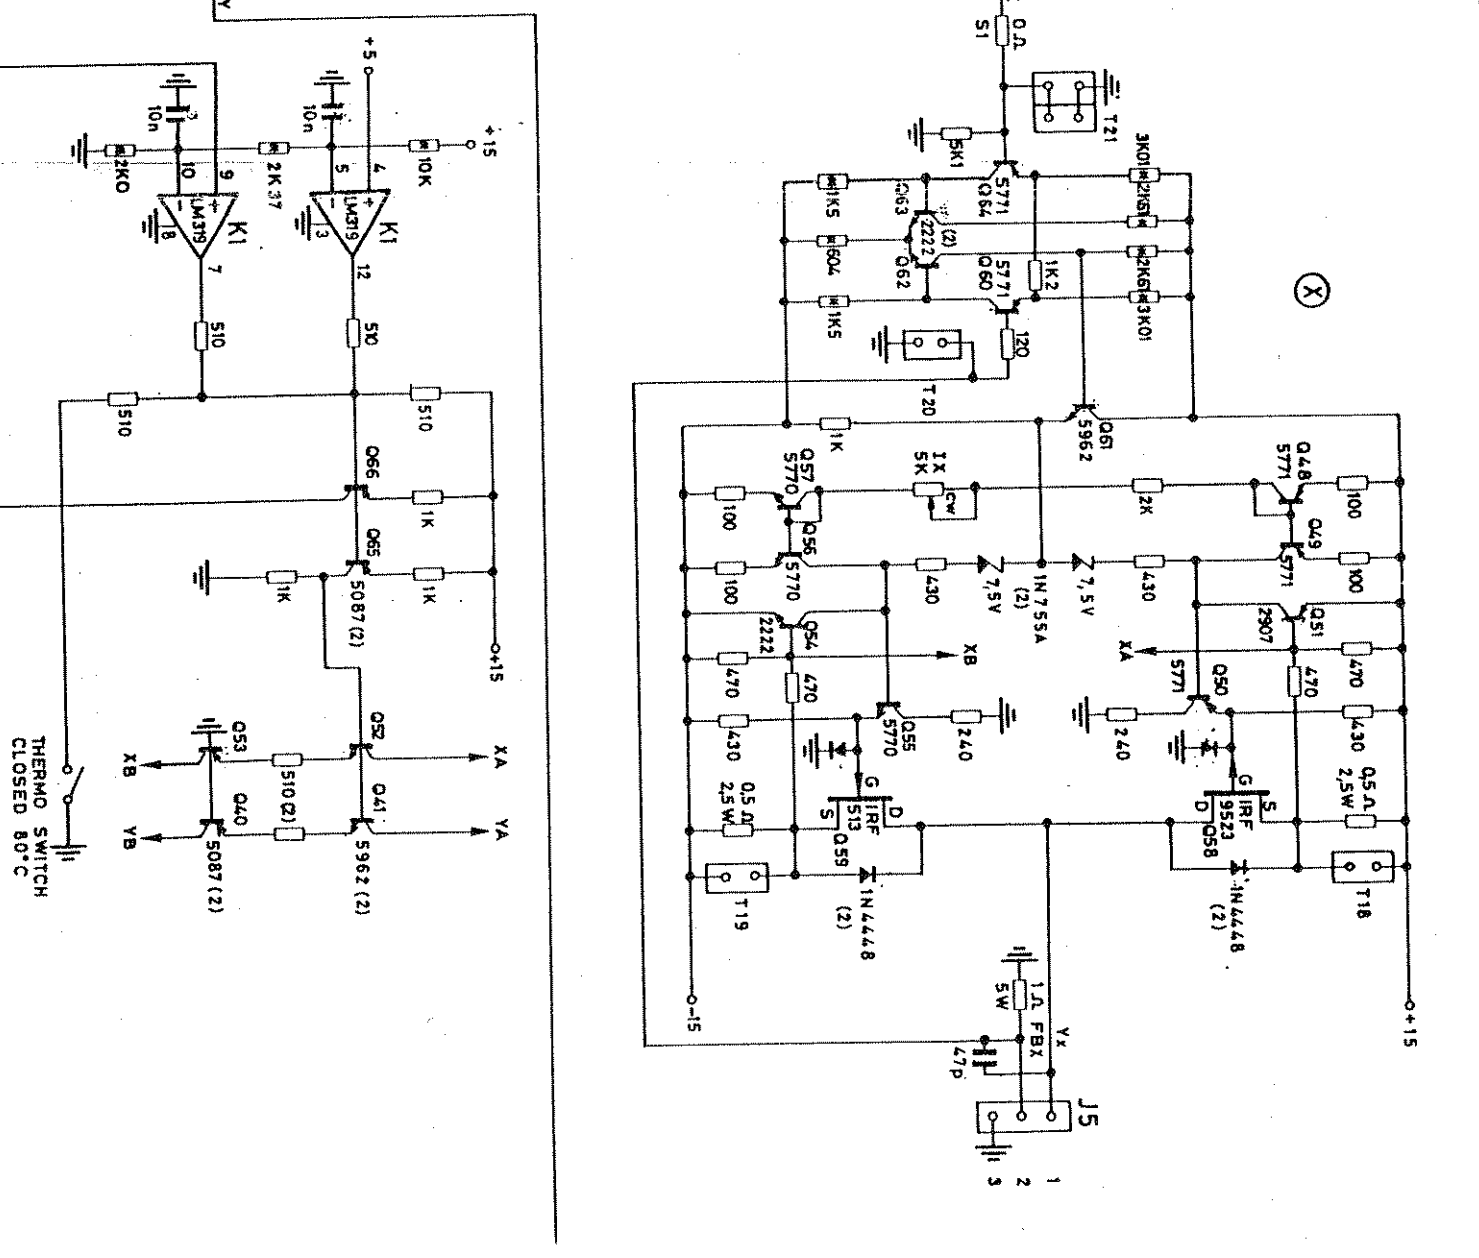 Y
+5
10n
10n
+15
2K0
10
9
2K37
5
4
10K
8
LM319
K1
3
LM319
K1
7
12
510
510
510
510
Q66
1K
Q65
1K
1K
5087(2)
+15
Q53
Q52
XB
XA
510(2)
Q40
Q41
YB
YA
5087(2)
5962(2)
THERMO SWITCH
CLOSED 80°C
0Ω
S1
T21
5K1
3K01
2K61
1K5
Q63
5771
Q64
2222
(2)
604
Q62
5771
Q60
1K2
2K61
3K01
1K5
120
T20
X
1K
Q61
5962
Q57
5770
IX
5K
CW
2K
Q48
5771
100
100
Q56
5770
100
430
7,5V
1N755A
(2)
7,5V
430
Q49
5771
100
Q54
2222
Q51
2907
XB
XA
470
470
470
470
Q55
5770
430
240
5771
Q50
240
430
0,5Ω
2,5W
G
S
D
IRF
513
Q59
G
D
S
IRF
9523
Q58
0,5Ω
2,5W
T19
1N4448
(2)
1N4448
(2)
T18
-15
1Ω
5W
FBX
Yx
+15
47p
J5
3
2
1